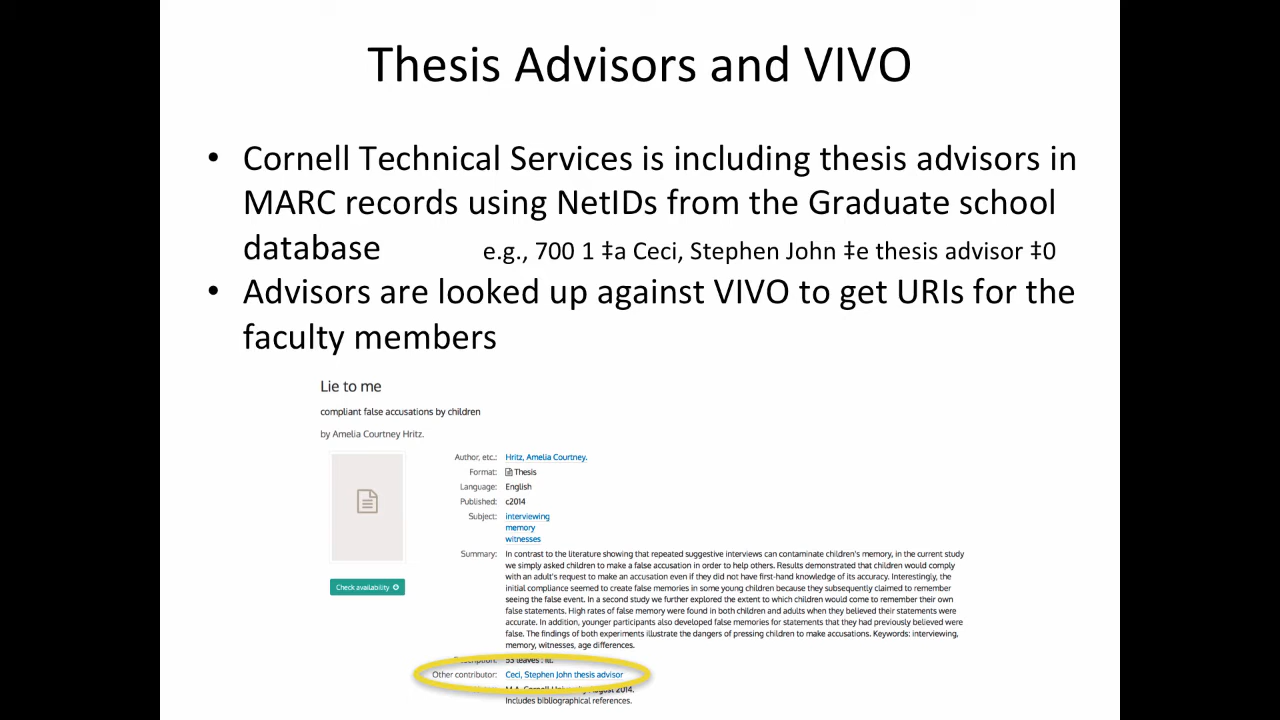 Thesis Advisors and VIVO
• Cornell Technical Services is including thesis advisors in
MARC records using NetIDs from the Graduate school
database e.g., 700 1 ‡a Ceci, Stephen John ‡e thesis advisor ‡0
• Advisors are looked up against VIVO to get URIs for the
faculty members
Lie to me
compliant false accusations by children
by Amelia Courtney Hritz.
Author, etc.: Hritz, Amelia Courtney.
Format: Thesis
Language: English
Published: c2014
Subject: interviewing
memory
witnesses
Summary: In contrast to the literature showing that repeated suggestive interviews can contaminate children's memory, in the current study
we simply asked children to make a false accusation in order to help others. Results demonstrated that children would comply
with an adult's request to make an accusation even if they did not have first-hand knowledge of its accuracy. Interestingly, the
initial compliance seemed to create false memories in some young children because they subsequently claimed to remember
seeing the false event. In a second study we further explored the extent to which children would come to remember their own
false statements. High rates of false memory were found in both children and adults when they believed their statements were
accurate. In addition, younger participants also developed false memories for statements that they had previously believed were
false. The findings of both experiments illustrate the dangers of pressing children to make accusations. Keywords: interviewing,
memory, witnesses, age differences.
Check availability
Description: 53 leaves : ill.
Other contributor: Ceci, Stephen John thesis advisor
M.A. Cornell University August 2014.
Includes bibliographical references.